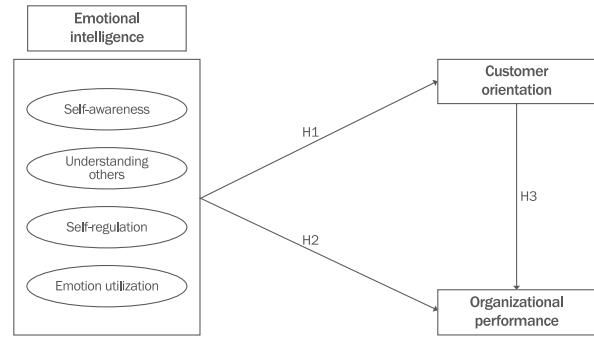 Emotional
intelligence
Self-awareness
Understanding
others
Self-regulation
Emotion utilization
H1
H2
Customer
orientation
H3
Organizational
performance